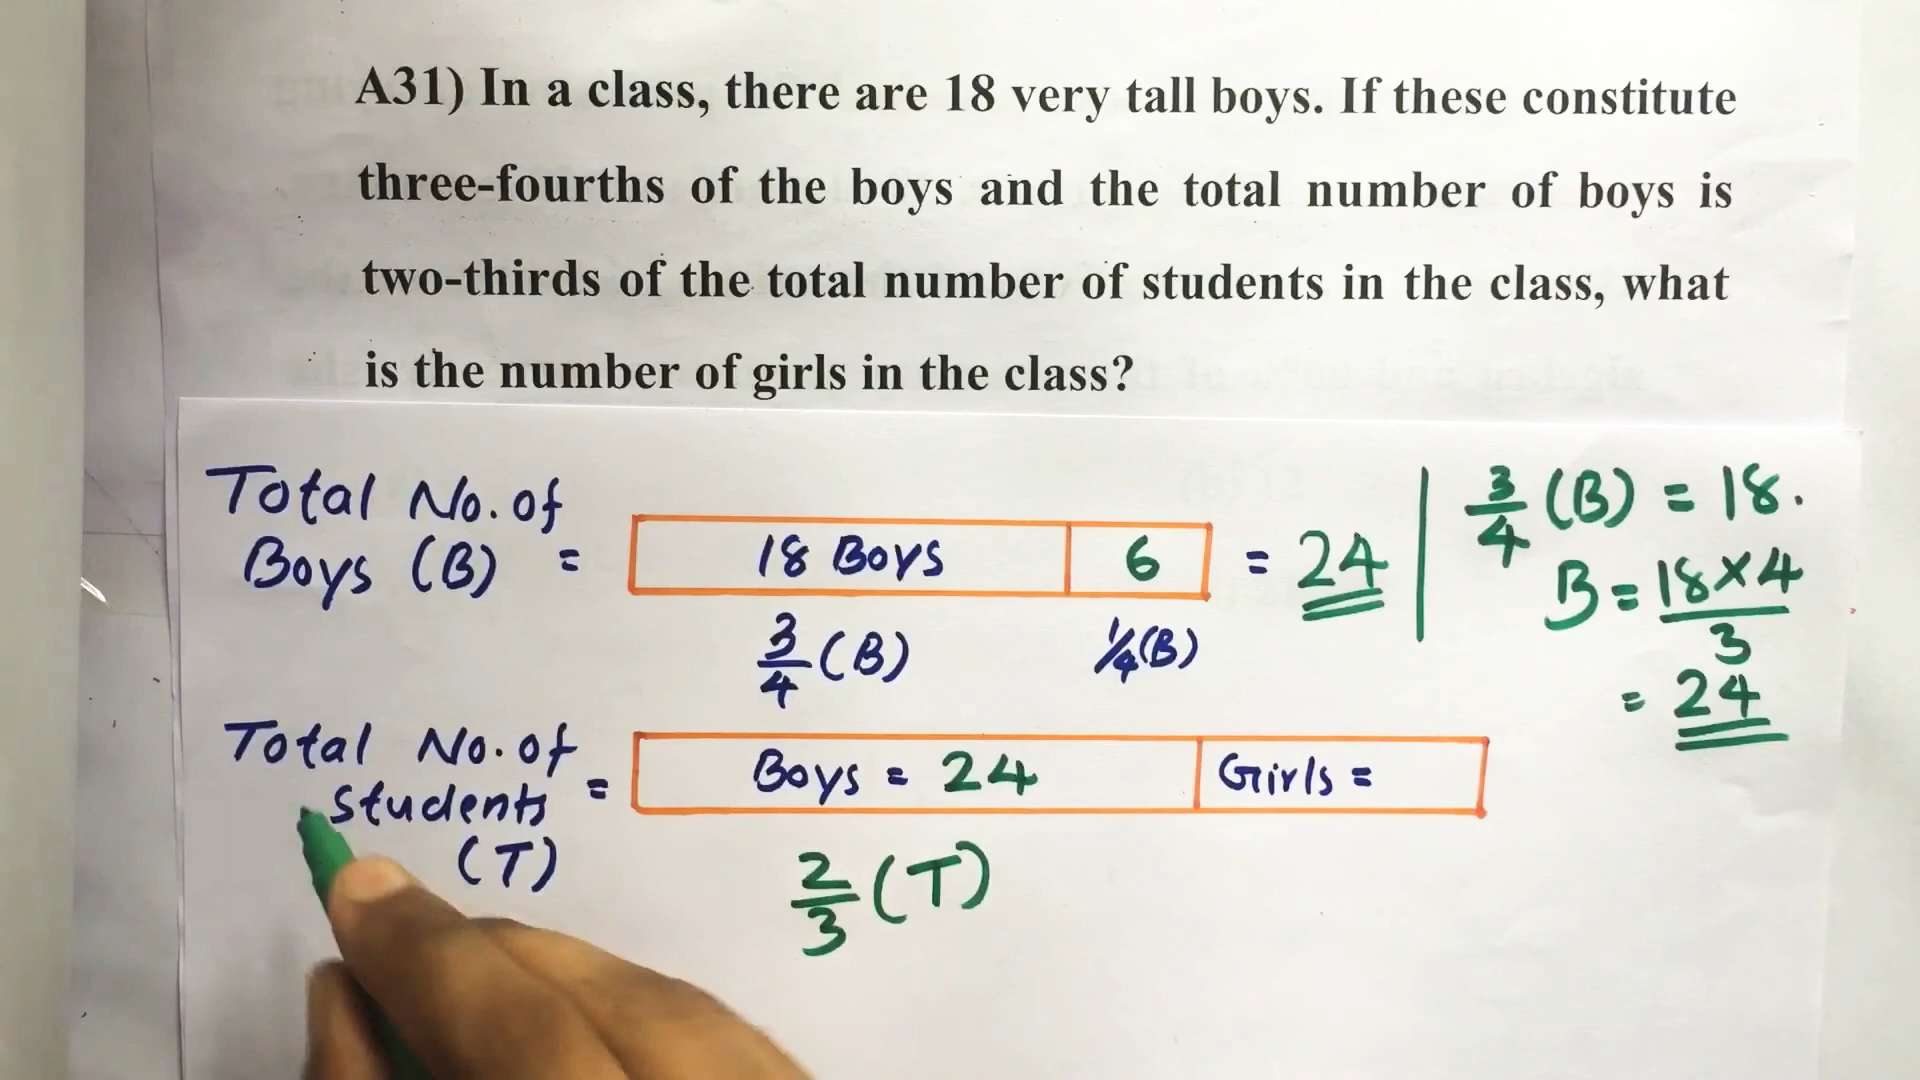 A31) In a class, there are 18 very tall boys. If these constitute
three-fourths of the boys and the total number of boys is
two-thirds of the total number of students in the class, what
is the number of girls in the class?
Total No. of
Boys (B) =
18 Boys
6
= 24
3/4 (B)
1/4 (B)
3/4 (B) = 18.
B = 18×4
3
= 24
Total No. of
students =
(T)
Boys = 24
Girls =
2/3 (T)